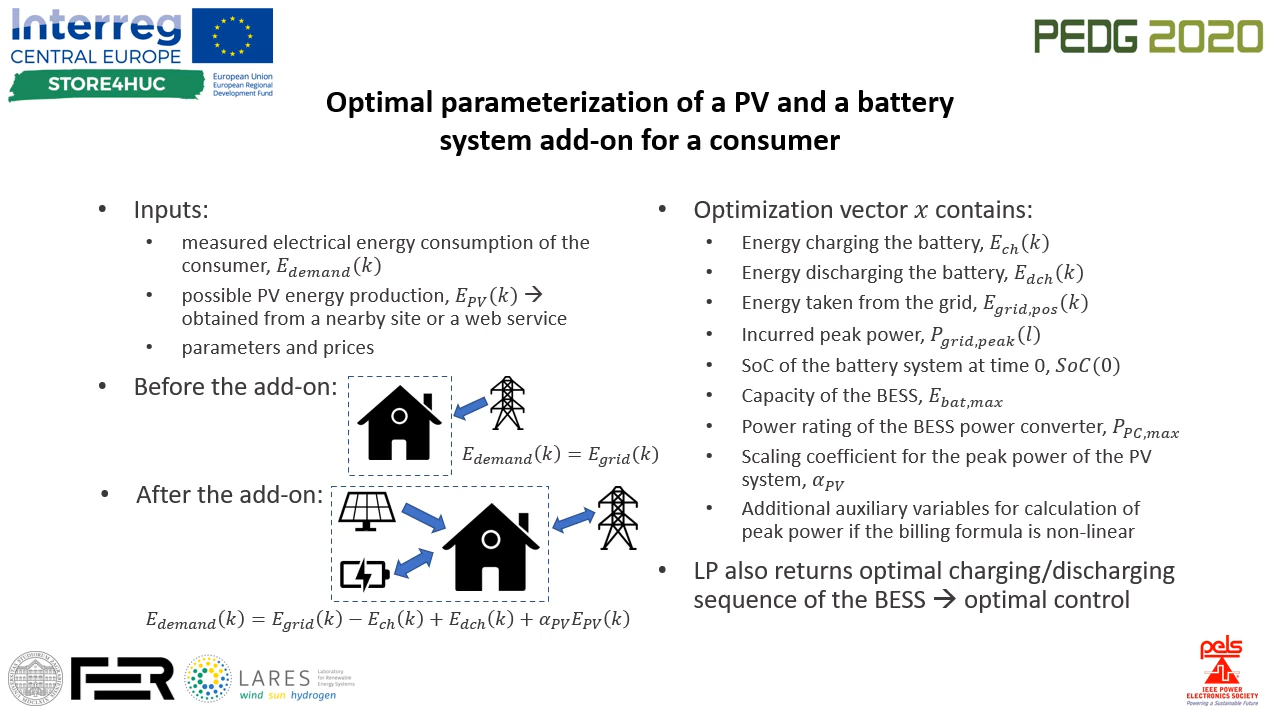 Interreg
CENTRAL EUROPE
STORE4HUC
European Union
European Regional
Development Fund
PEDG 2020
Optimal parameterization of a PV and a battery
system add-on for a consumer
• Inputs:
• measured electrical energy consumption of the
consumer, E_demand(k)
• possible PV energy production, E_PV(k) →
obtained from a nearby site or a web service
• parameters and prices
• Before the add-on:
E_demand(k) = E_grid(k)
• After the add-on:
E_demand(k) = E_grid(k) − E_ch(k) + E_dch(k) + α_PV E_PV(k)
• Optimization vector x contains:
• Energy charging the battery, E_ch(k)
• Energy discharging the battery, E_dch(k)
• Energy taken from the grid, E_grid,pos(k)
• Incurred peak power, P_grid,peak(l)
• SoC of the battery system at time 0, SoC(0)
• Capacity of the BESS, E_bat,max
• Power rating of the BESS power converter, P_PC,max
• Scaling coefficient for the peak power of the PV
system, α_PV
• Additional auxiliary variables for calculation of
peak power if the billing formula is non-linear
• LP also returns optimal charging/discharging
sequence of the BESS → optimal control
FER
LARES
Laboratory
for Renewable
Energy Systems
wind sun hydrogen
pels
IEEE POWER
ELECTRONICS SOCIETY
Powering a Sustainable Future